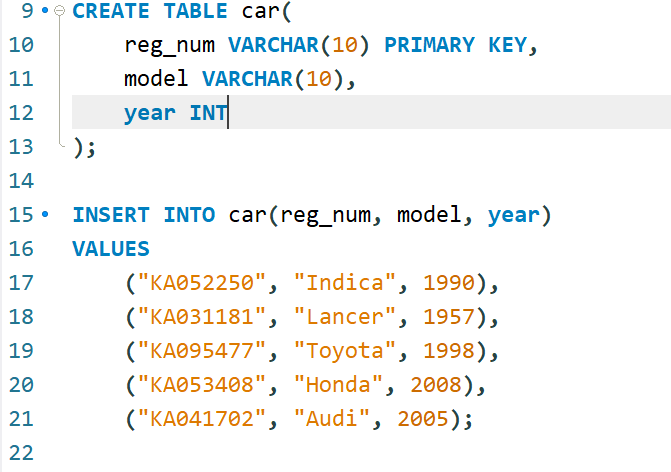 9 CREATE TABLE car(
10 reg_num VARCHAR(10) PRIMARY KEY,
11 model VARCHAR(10),
12 year INT
13 );
14
15 INSERT INTO car(reg_num, model, year)
16 VALUES
17 ("KA052250", "Indica", 1990),
18 ("KA031181", "Lancer", 1957),
19 ("KA095477", "Toyota", 1998),
20 ("KA053408", "Honda", 2008),
21 ("KA041702", "Audi", 2005);
22